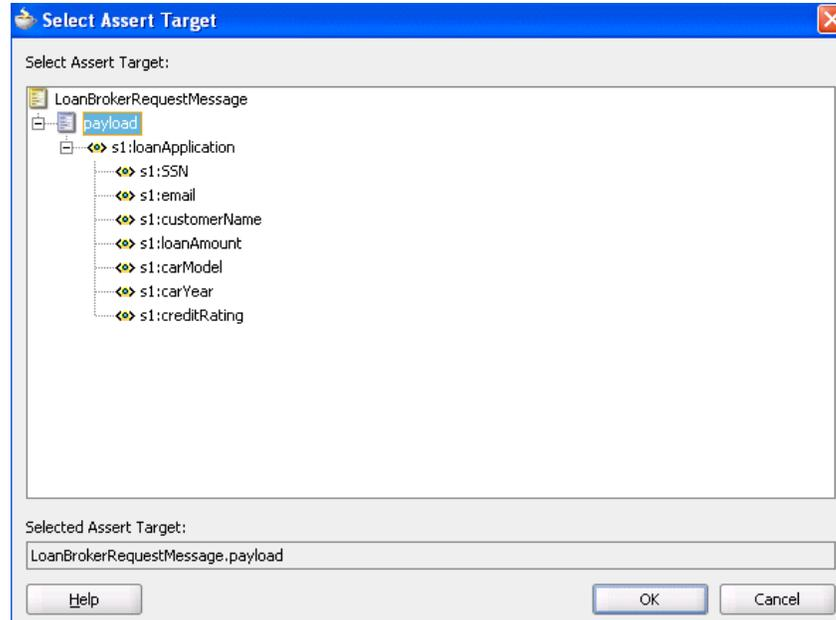 Select Assert Target
Select Assert Target:
LoanBrokerRequestMessage
payload
s1:loanApplication
s1:SSN
s1:email
s1:customerName
s1:loanAmount
s1:carModel
s1:carYear
s1:creditRating
Selected Assert Target:
LoanBrokerRequestMessage.payload
Help OK Cancel